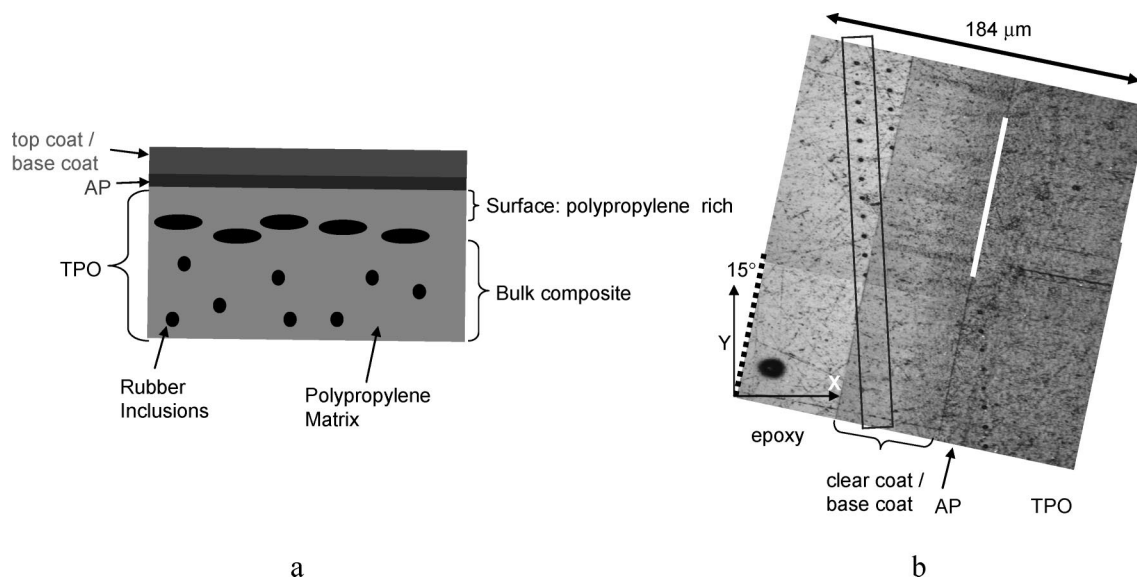 top coat /
base coat
AP
TPO
Surface: polypropylene rich
Bulk composite
Rubber
Inclusions
Polypropylene
Matrix
a
184 μm
15°
Y
X
epoxy
clear coat /
base coat
AP
TPO
b